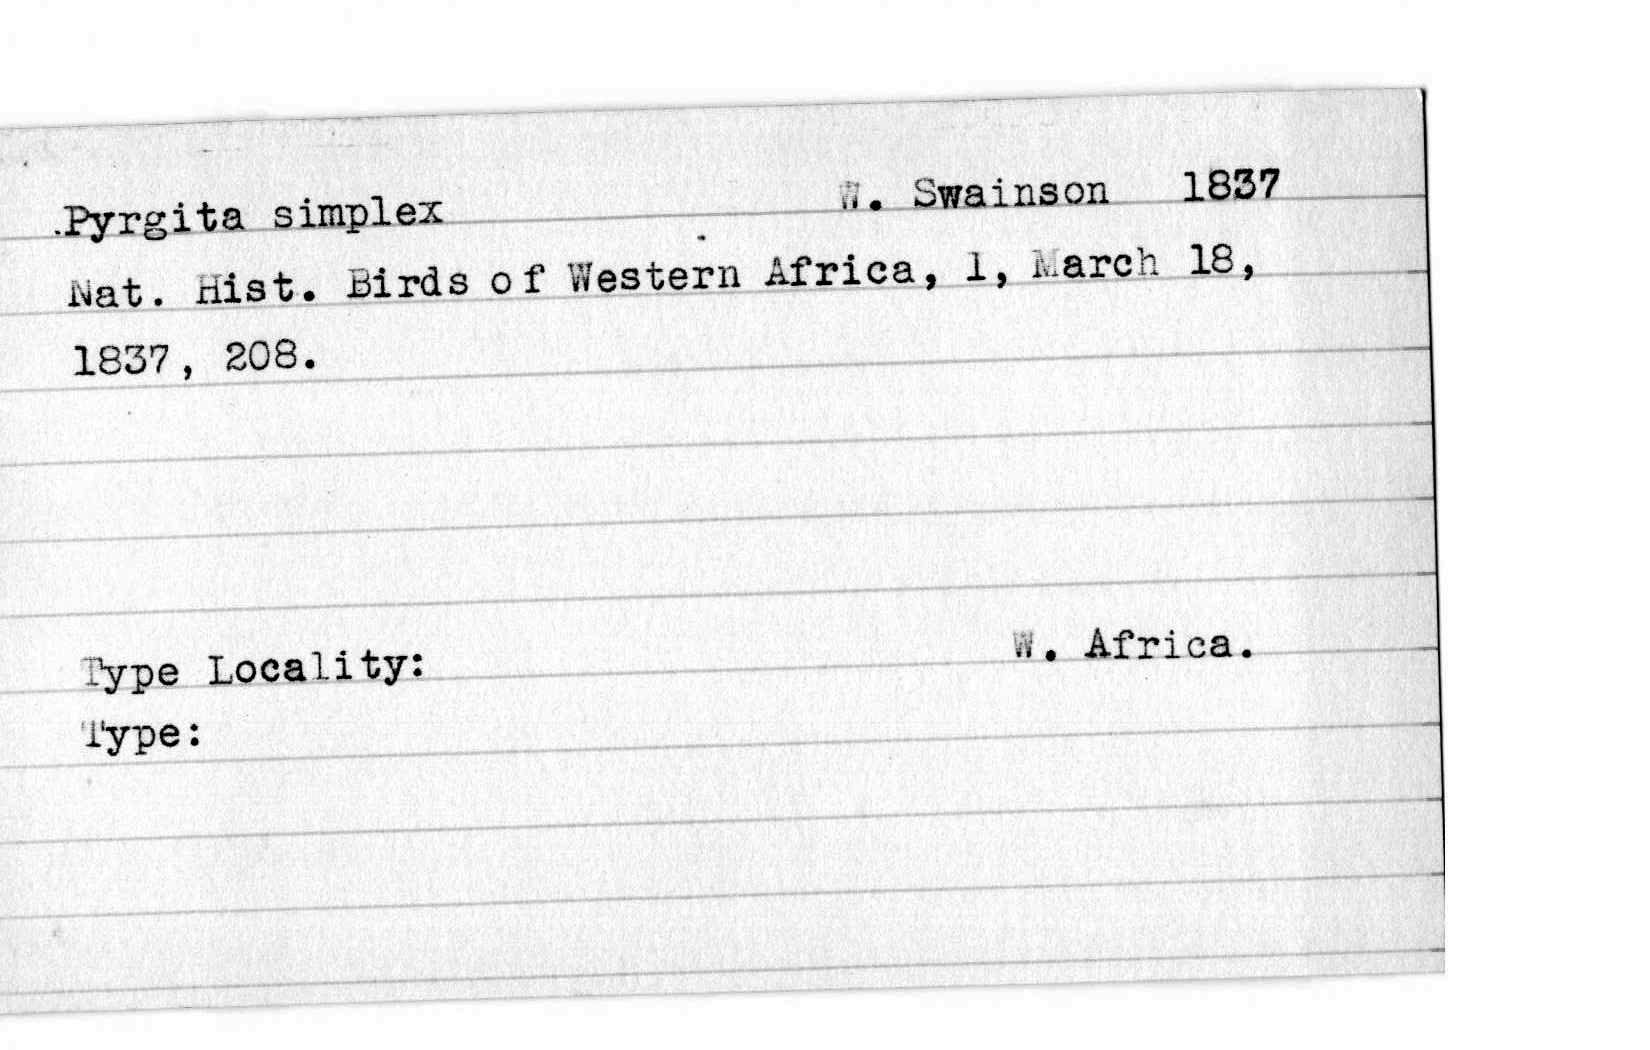 Pyrgita simplex W. Swainson 1837
Nat. Hist. Birds of Western Africa, 1, March 18,
1837, 208.
Type Locality: W. Africa.
Type: